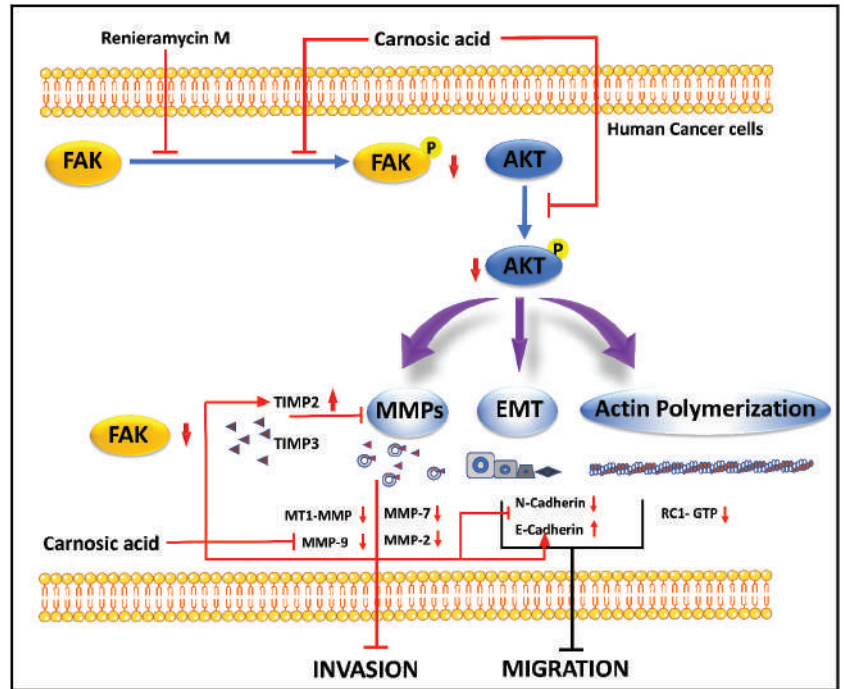 Renieramycin M
Carnosic acid
Human Cancer cells
FAK
FAK P
AKT
AKT P
TIMP2
TIMP3
FAK
MMPs
EMT
Actin Polymerization
MT1-MMP
MMP-7
MMP-9
MMP-2
N-Cadherin
E-Cadherin
RC1- GTP
Carnosic acid
INVASION
MIGRATION